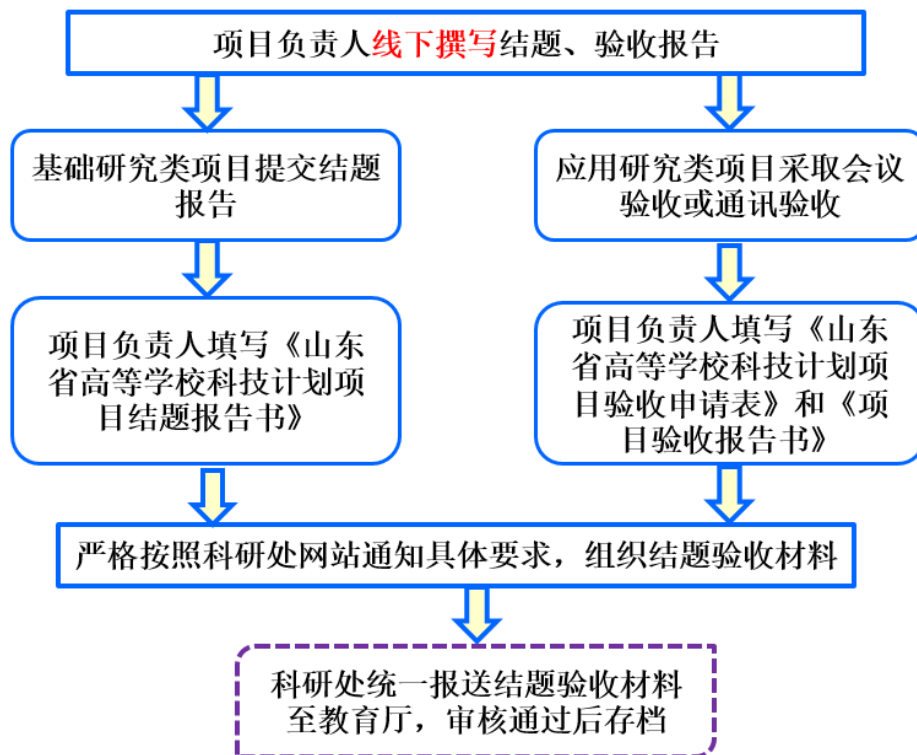 项目负责人线下撰写结题、验收报告
基础研究类项目提交结题
报告
应用研究类项目采取会议
验收或通讯验收
项目负责人填写《山东
省高等学校科技计划项
目结题报告书》
项目负责人填写《山东
省高等学校科技计划项
目验收申请表》和《项
目验收报告书》
严格按照科研处网站通知具体要求，组织结题验收材料
科研处统一报送结题验收材料
至教育厅，审核通过后存档